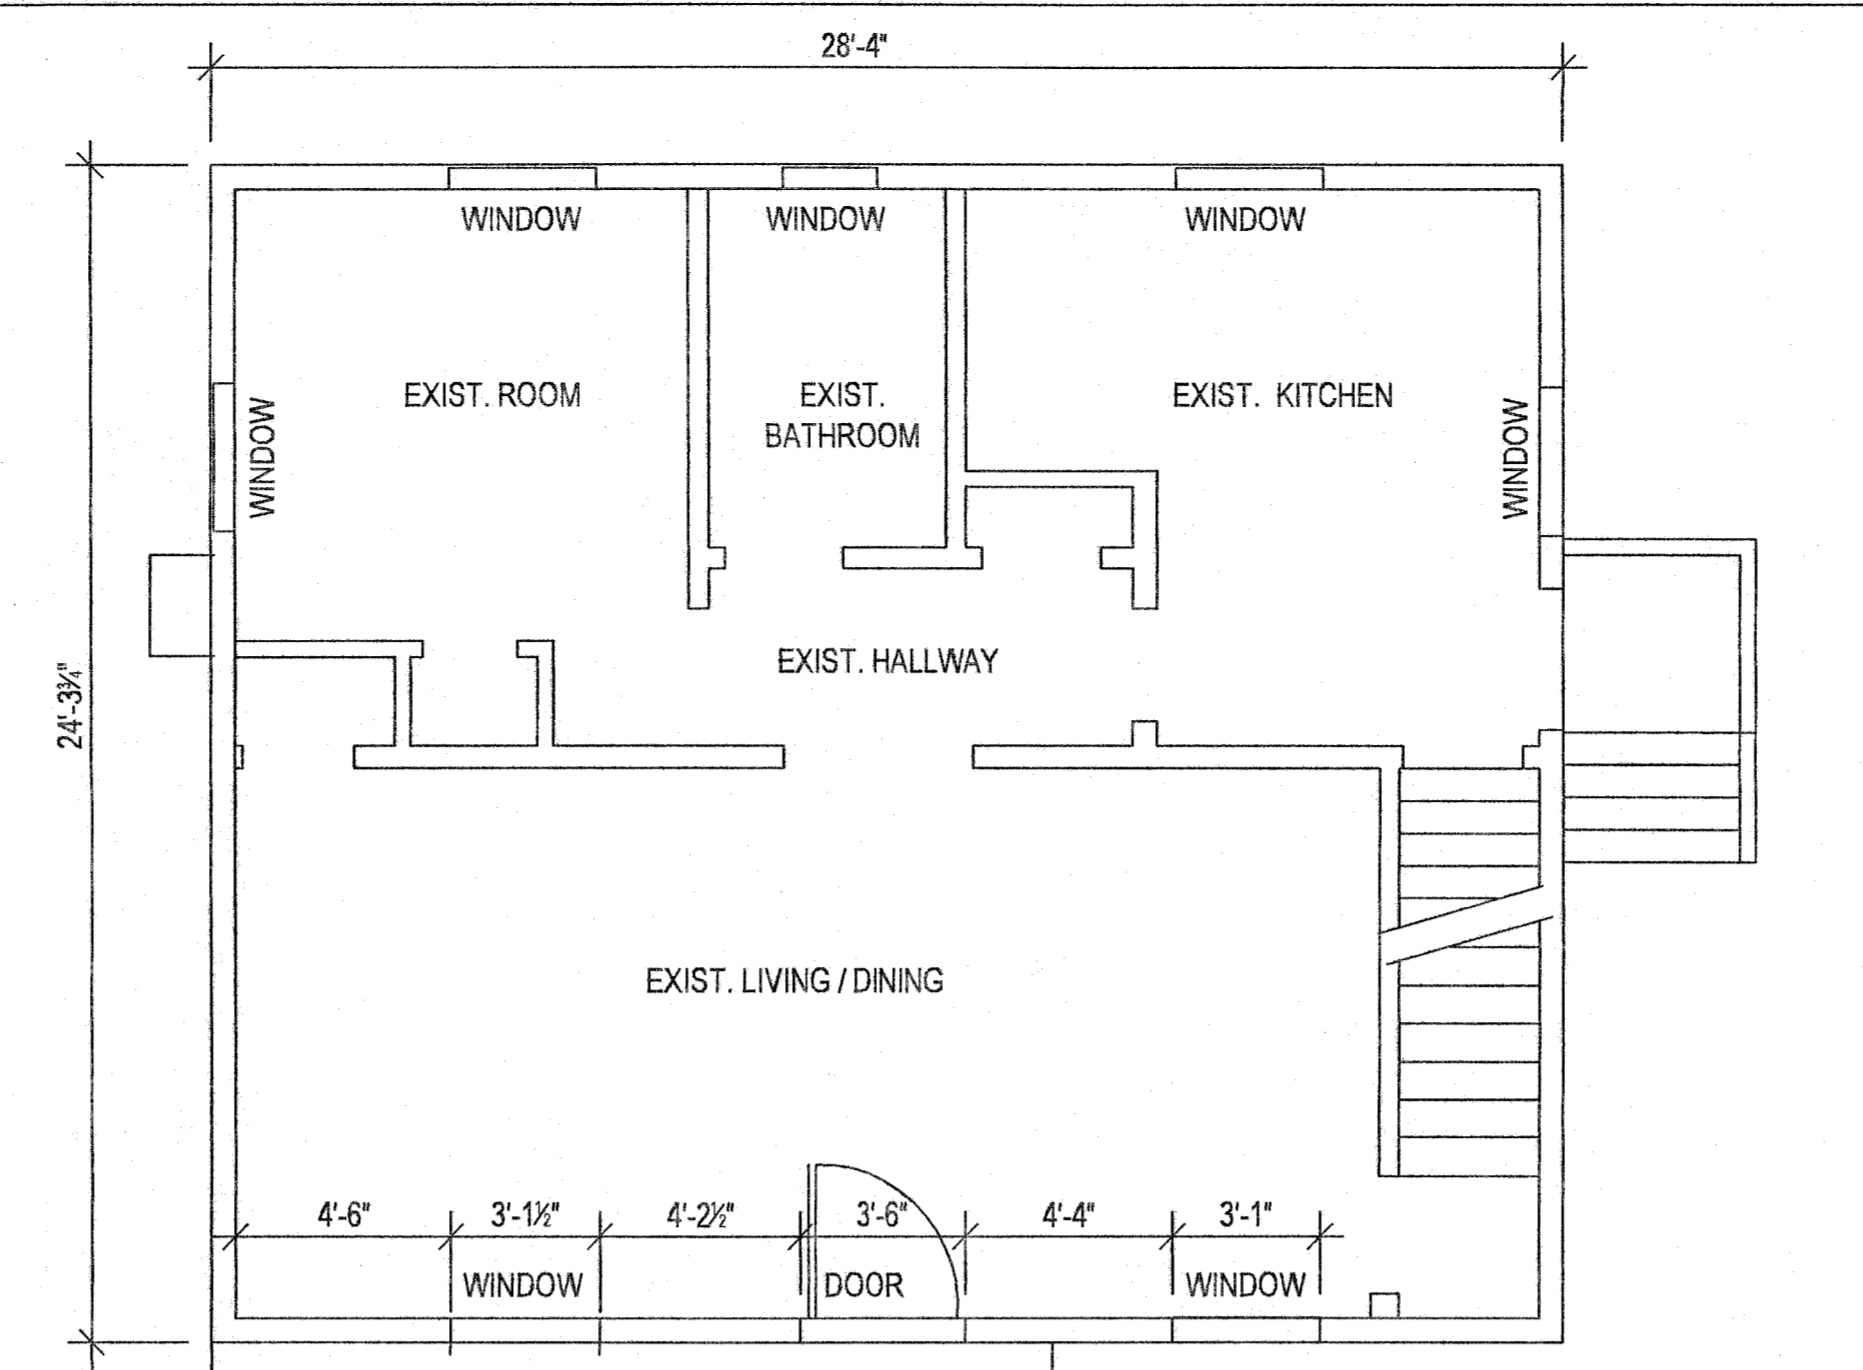 28'-4"
WINDOW
WINDOW
WINDOW
EXIST. ROOM
EXIST.
BATHROOM
EXIST. KITCHEN
WINDOW
WINDOW
EXIST. HALLWAY
24'-3¾"
EXIST. LIVING / DINING
4'-6"
3'-1½"
4'-2½"
3'-6"
4'-4"
3'-1"
WINDOW
DOOR
WINDOW